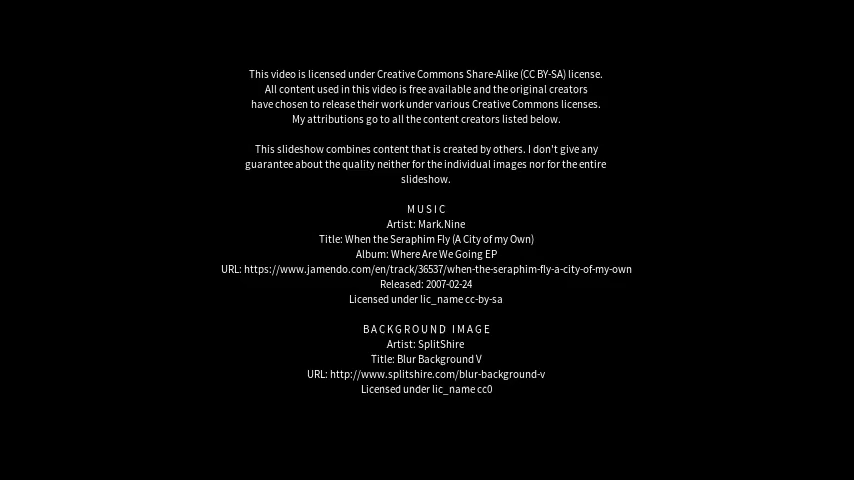 This video is licensed under Creative Commons Share-Alike (CC BY-SA) license.
All content used in this video is free available and the original creators
have chosen to release their work under various Creative Commons licenses.
My attributions go to all the content creators listed below.
This slideshow combines content that is created by others. I don't give any
guarantee about the quality neither for the individual images nor for the entire
slideshow.
MUSIC
Artist: Mark.Nine
Title: When the Seraphim Fly (A City of my Own)
Album: Where Are We Going EP
URL: https://www.jamendo.com/en/track/36537/when-the-seraphim-fly-a-city-of-my-own
Released: 2007-02-24
Licensed under lic_name cc-by-sa
BACKGROUND IMAGE
Artist: SplitShire
Title: Blur Background V
URL: http://www.splitshire.com/blur-background-v
Licensed under lic_name cc0